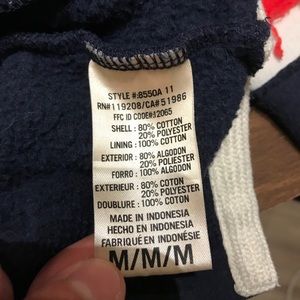 STYLE #:8550A 11
RN#119208/CA#51986
FFC ID CODE#:12065
SHELL : 80% COTTON
20% POLYESTER
LINING : 100% COTTON
EXTERIOR : 80% ALGODON
20% POLYESTER
FORRO : 100% ALGODON
EXTERIEUR : 80% COTON
20% POLYESTER
DOUBLURE : 100% COTON
MADE IN INDONESIA
HECHO EN INDONESIA
FABRIQUÉ EN INDONÉSIE
M/M/M